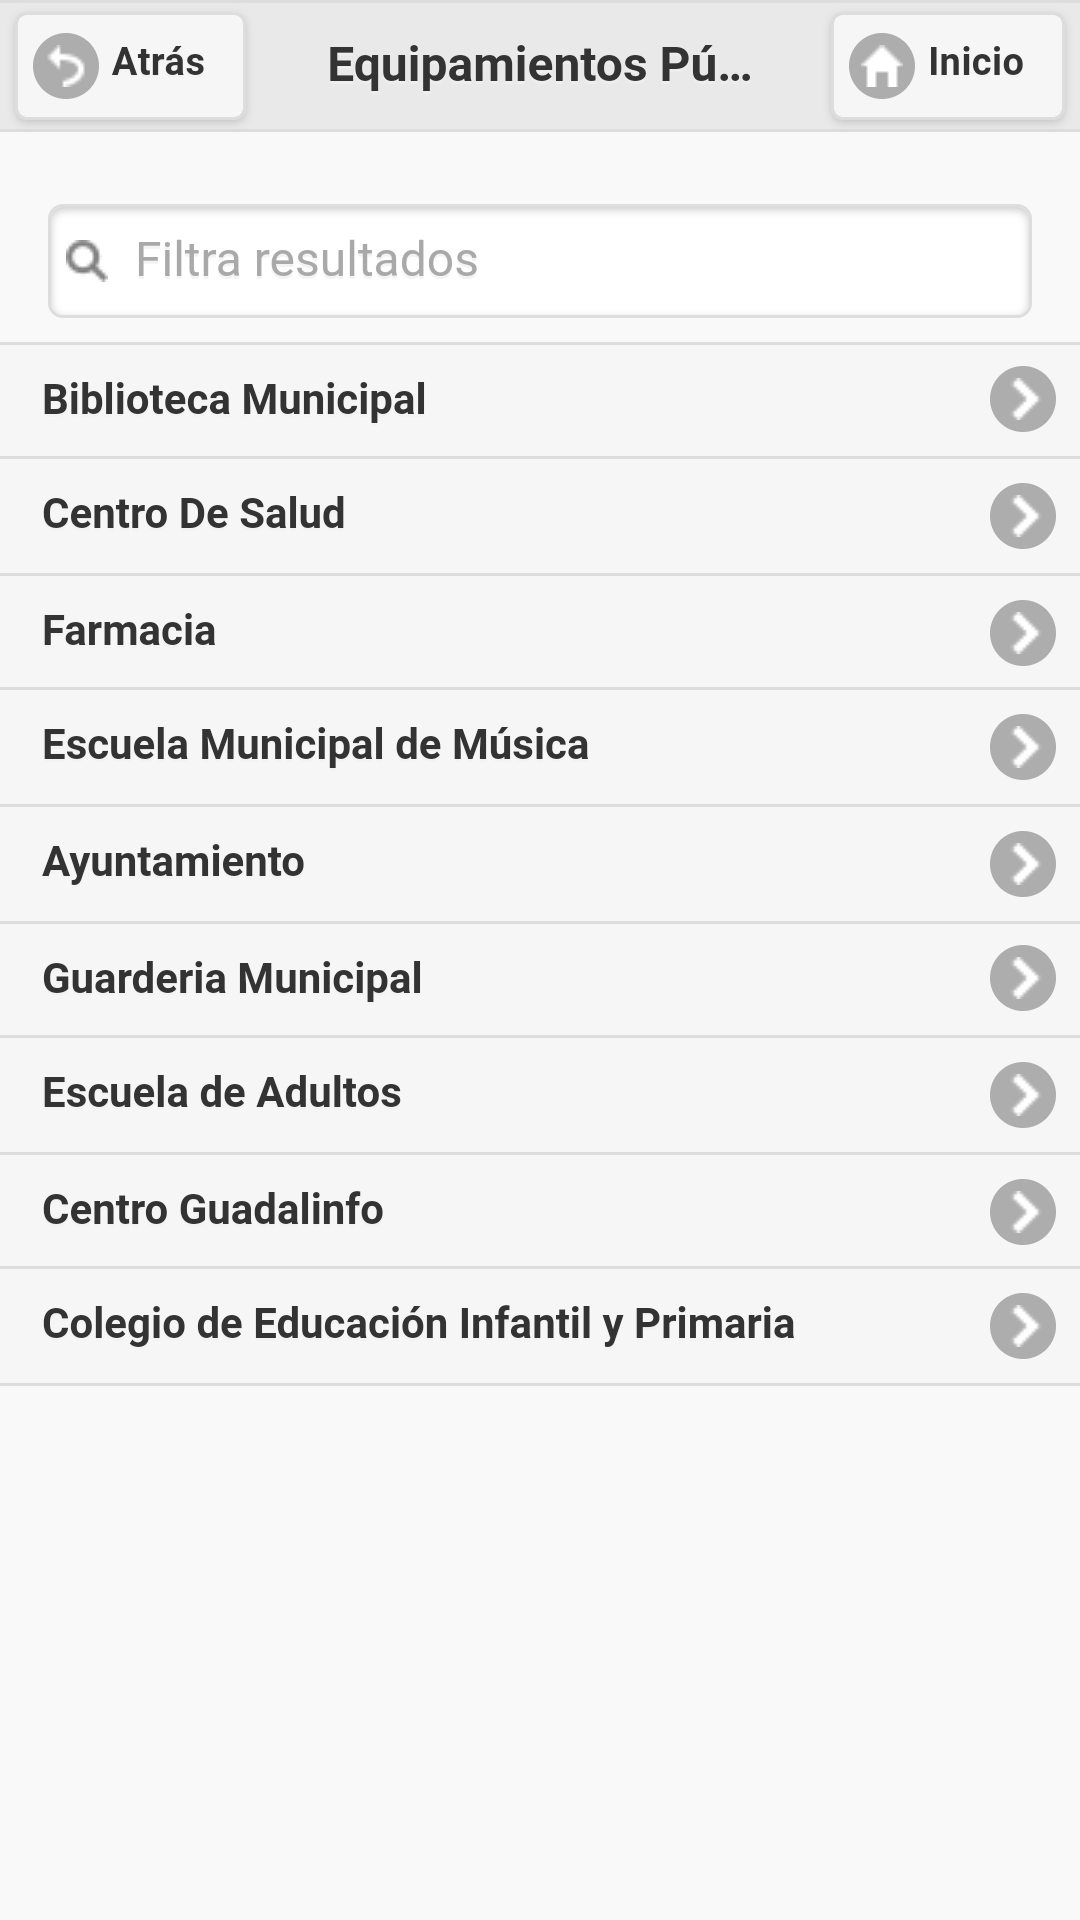 Atrás
Equipamientos Pú...
Inicio
Filtra resultados
Biblioteca Municipal
Centro De Salud
Farmacia
Escuela Municipal de Música
Ayuntamiento
Guarderia Municipal
Escuela de Adultos
Centro Guadalinfo
Colegio de Educación Infantil y Primaria